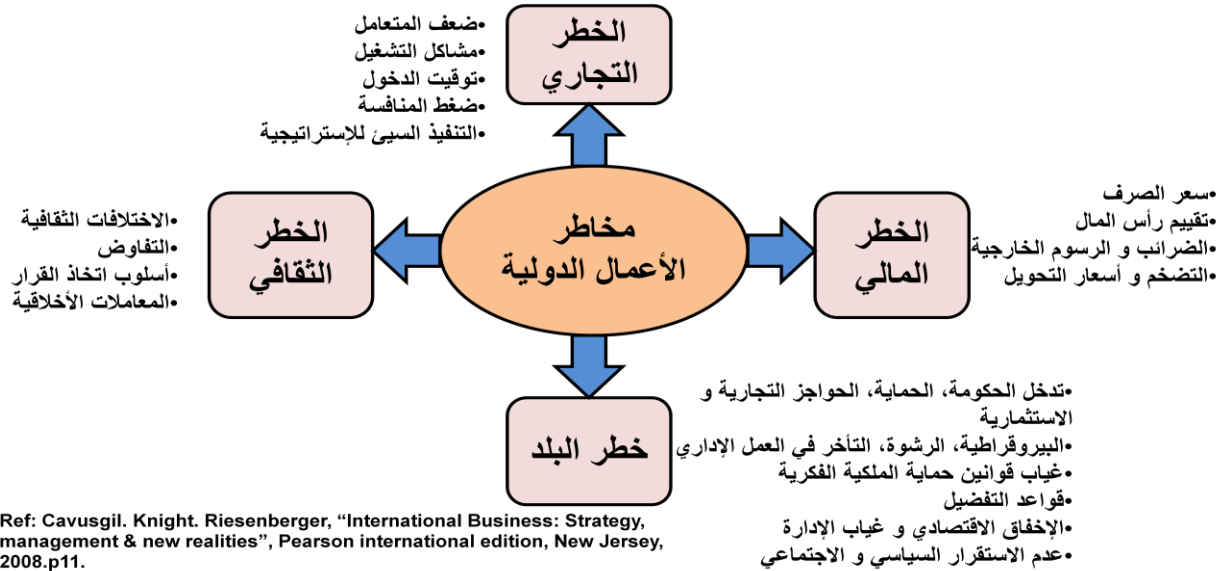 الخطر
التجاري
•ضعف المتعامل
•مشاكل التشغيل
•توقيت الدخول
•ضغط المنافسة
•التنفيذ السيئ للإستراتيجية
مخاطر
الأعمال الدولية
الخطر
المالي
•سعر الصرف
•تقييم رأس المال
•الضرائب و الرسوم الخارجية
•التضخم و أسعار التحويل
الخطر
الثقافي
•الاختلافات الثقافية
•التفاوض
•أسلوب اتخاذ القرار
•المعاملات الأخلاقية
خطر البلد
•تدخل الحكومة، الحماية، الحواجز التجارية و
الاستثمارية
•البيروقراطية، الرشوة، التأخر في العمل الإداري
•غياب قوانين حماية الملكية الفكرية
•قواعد التفضيل
•الإخفاق الاقتصادي و غياب الإدارة
•عدم الاستقرار السياسي و الاجتماعي
Ref: Cavusgil. Knight. Riesenberger, “International Business: Strategy,
management & new realities”, Pearson international edition, New Jersey,
2008.p11.